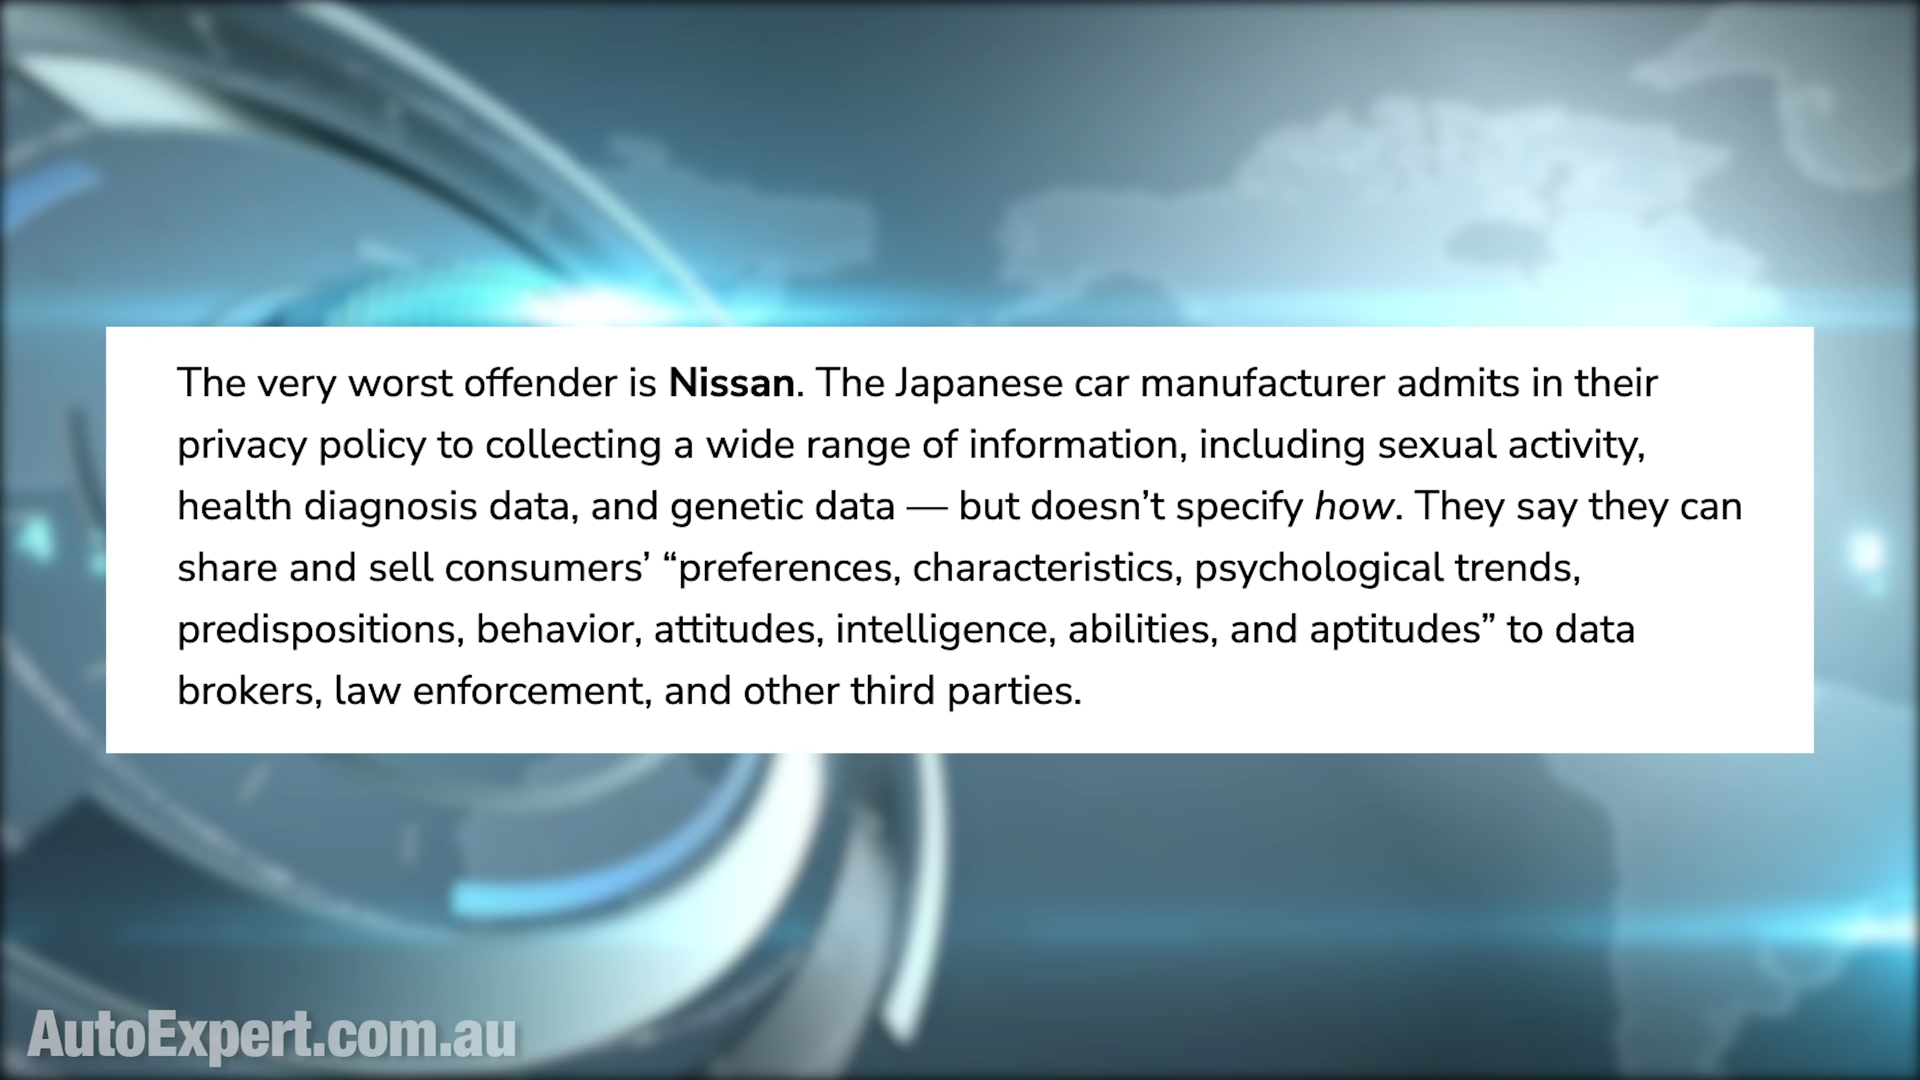 The very worst offender is Nissan. The Japanese car manufacturer admits in their
privacy policy to collecting a wide range of information, including sexual activity,
health diagnosis data, and genetic data — but doesn’t specify how. They say they can
share and sell consumers’ “preferences, characteristics, psychological trends,
predispositions, behavior, attitudes, intelligence, abilities, and aptitudes” to data
brokers, law enforcement, and other third parties.
AutoExpert.com.au